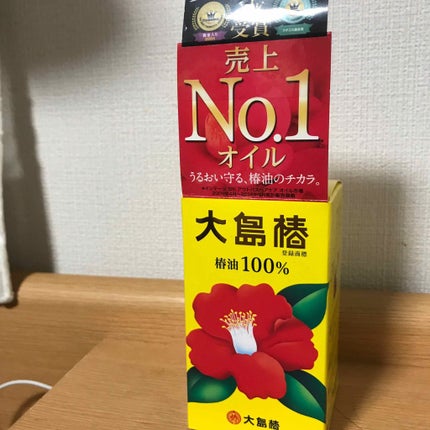 受賞
売上
No.1
オイル
うるおい守る、椿油のチカラ。
大島椿
登録商標
椿油100%
大島椿